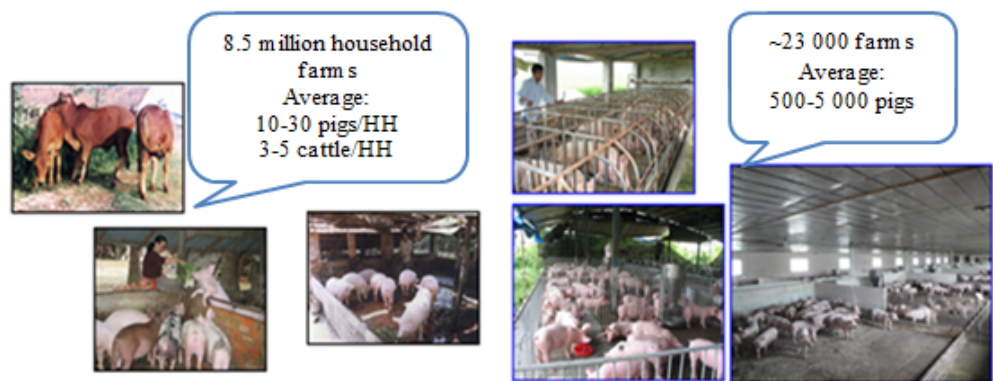 8.5 million household
farms
Average:
10-30 pigs/HH
3-5 cattle/HH
~23 000 farms
Average:
500-5 000 pigs